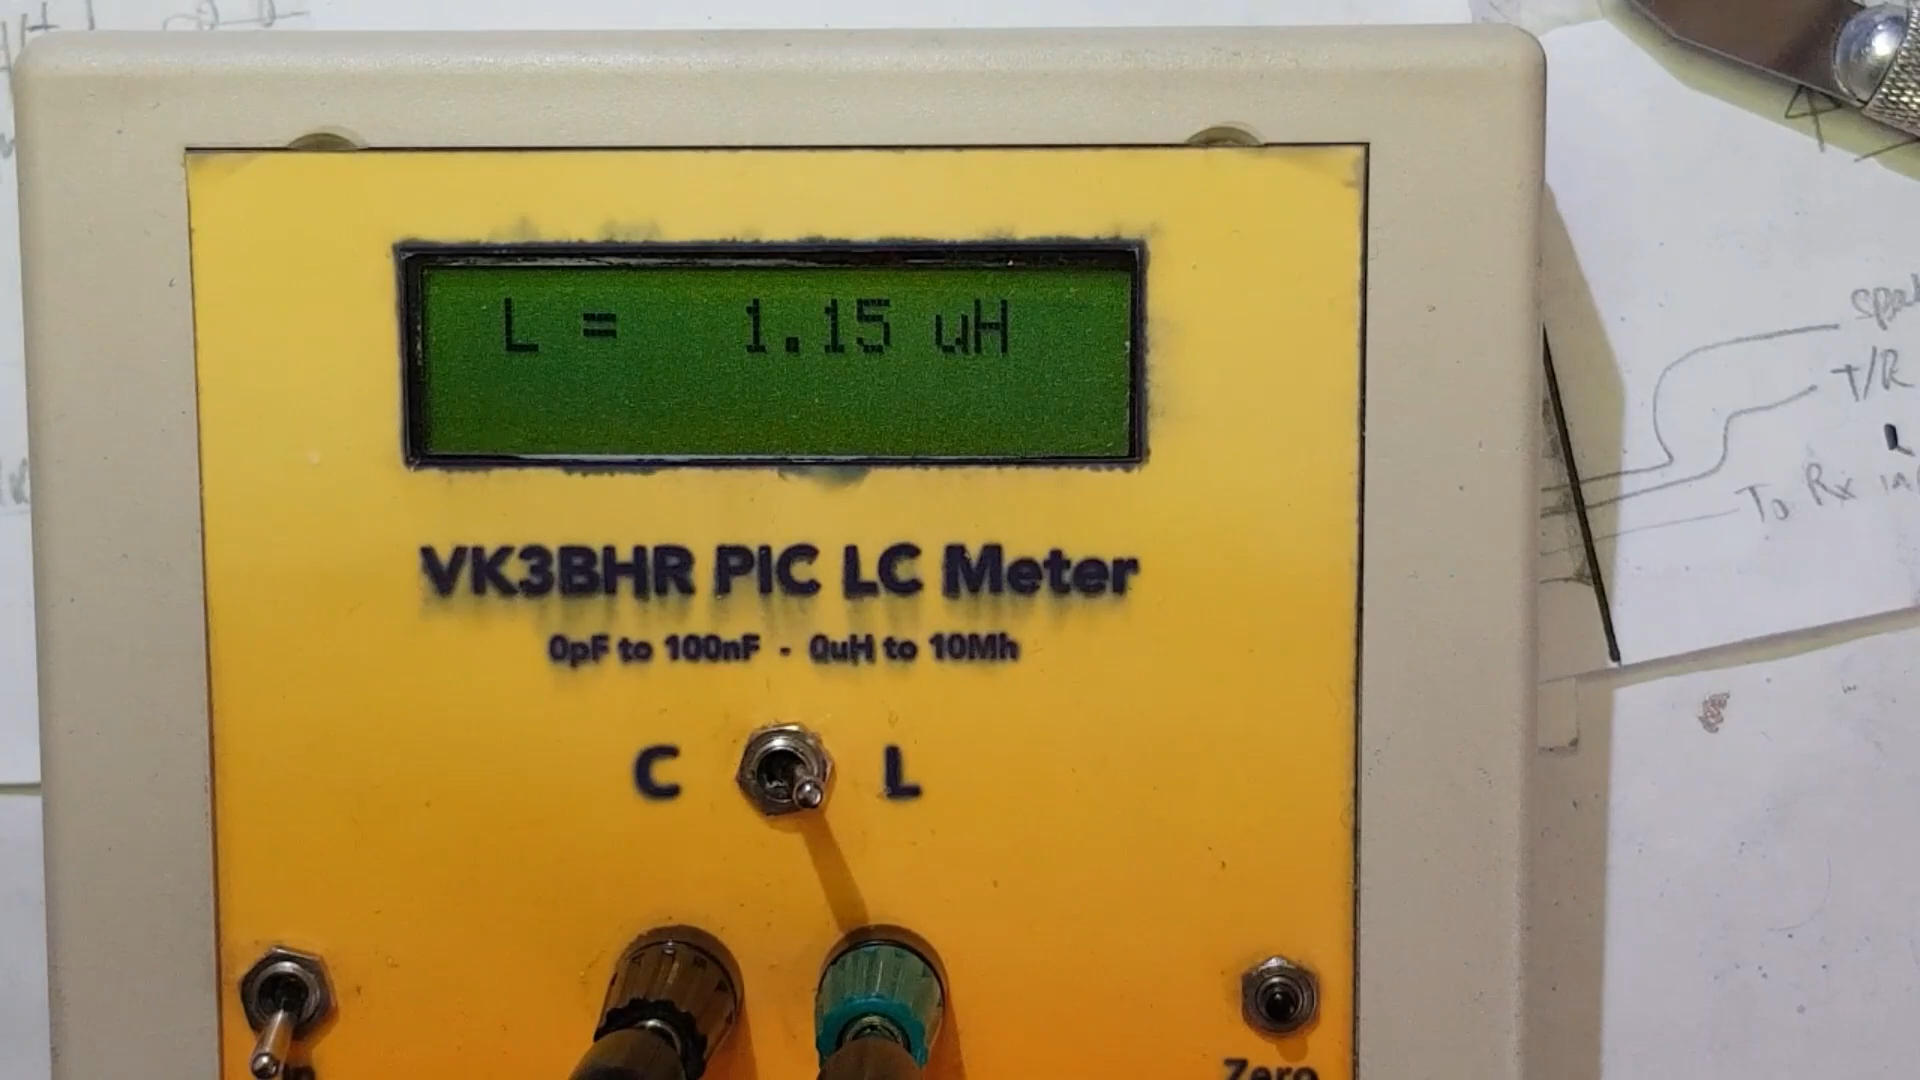 L = 1.15 uH
VK3BHR PIC LC Meter
0pF to 100nF - 0uH to 10Mh
C L
T/R
To Rx
Zero